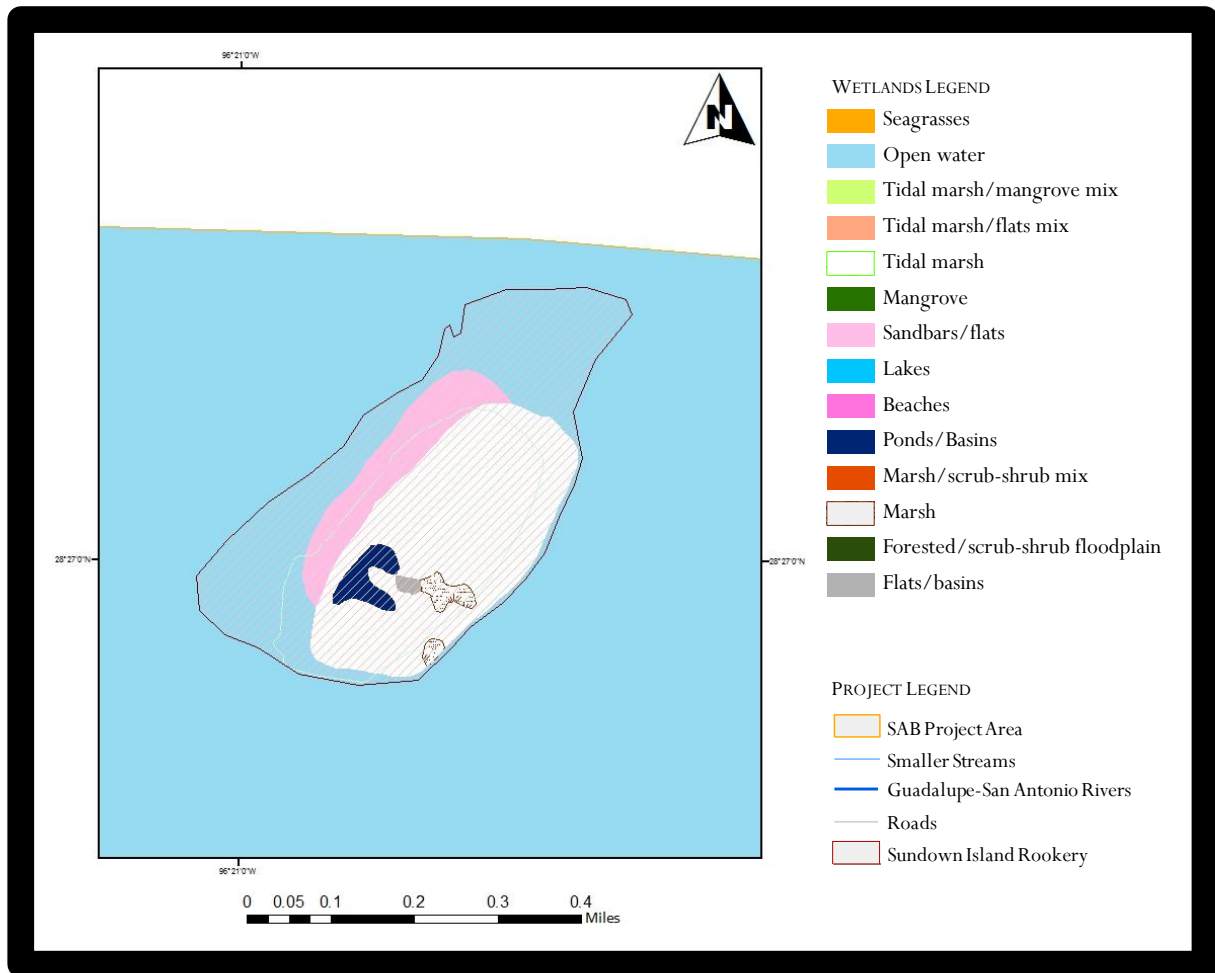 96°21'0"W
N
28°27'0"N
28°27'0"N
96°21'0"W
0 0.05 0.1 0.2 0.3 0.4
Miles
WETLANDS LEGEND
Seagrasses
Open water
Tidal marsh/mangrove mix
Tidal marsh/flats mix
Tidal marsh
Mangrove
Sandbars/flats
Lakes
Beaches
Ponds/Basins
Marsh/scrub-shrub mix
Marsh
Forested/scrub-shrub floodplain
Flats/basins
PROJECT LEGEND
SAB Project Area
Smaller Streams
Guadalupe-San Antonio Rivers
Roads
Sundown Island Rookery